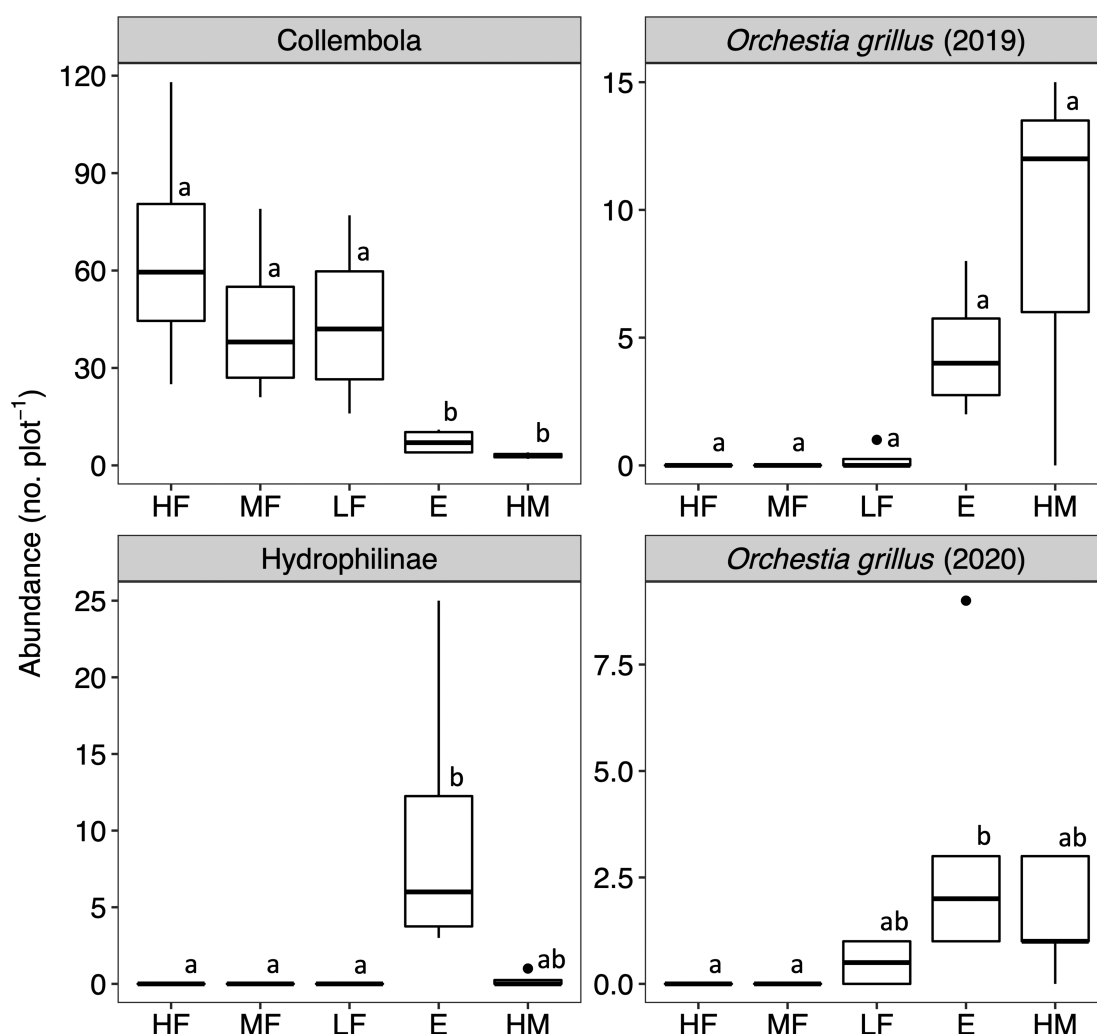 Abundance (no. plot⁻¹)
Collembola
120
90
60
30
0
a
a
a
b
b
HF MF LF E HM
Orchestia grillus (2019)
15
10
5
0
a
a
a
a
a
HF MF LF E HM
Hydrophilinae
25
20
15
10
5
0
a
a
a
b
ab
HF MF LF E HM
Orchestia grillus (2020)
7.5
5.0
2.5
0.0
a
a
ab
b
ab
HF MF LF E HM